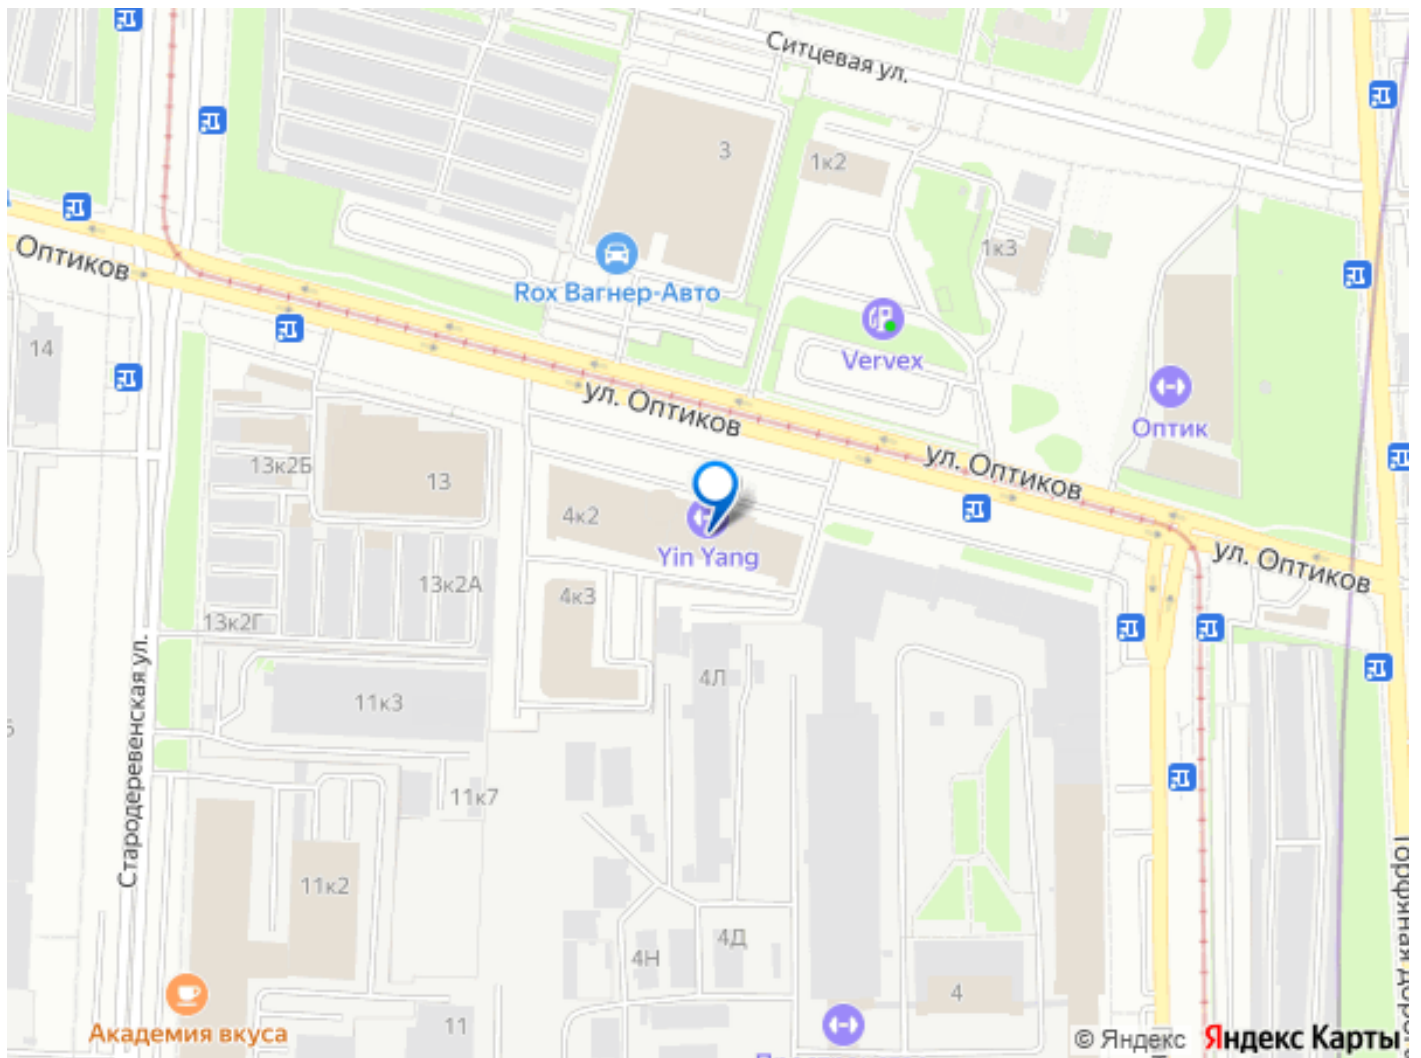 Ситцевая ул.
3
1к2
1к3
Оптиков
Rox Вагнер-Авто
Vervex
14
ул. Оптиков
Оптик
ул. Оптиков
13к2Б
13
4к2
Yin Yang
ул. Оптиков
13к2А
4к3
13к2Г
Стародеревенская ул.
4Л
11к3
11к7
11к2
4Д
4Н
4
Академия вкуса
11
© Яндекс Яндекс Карты